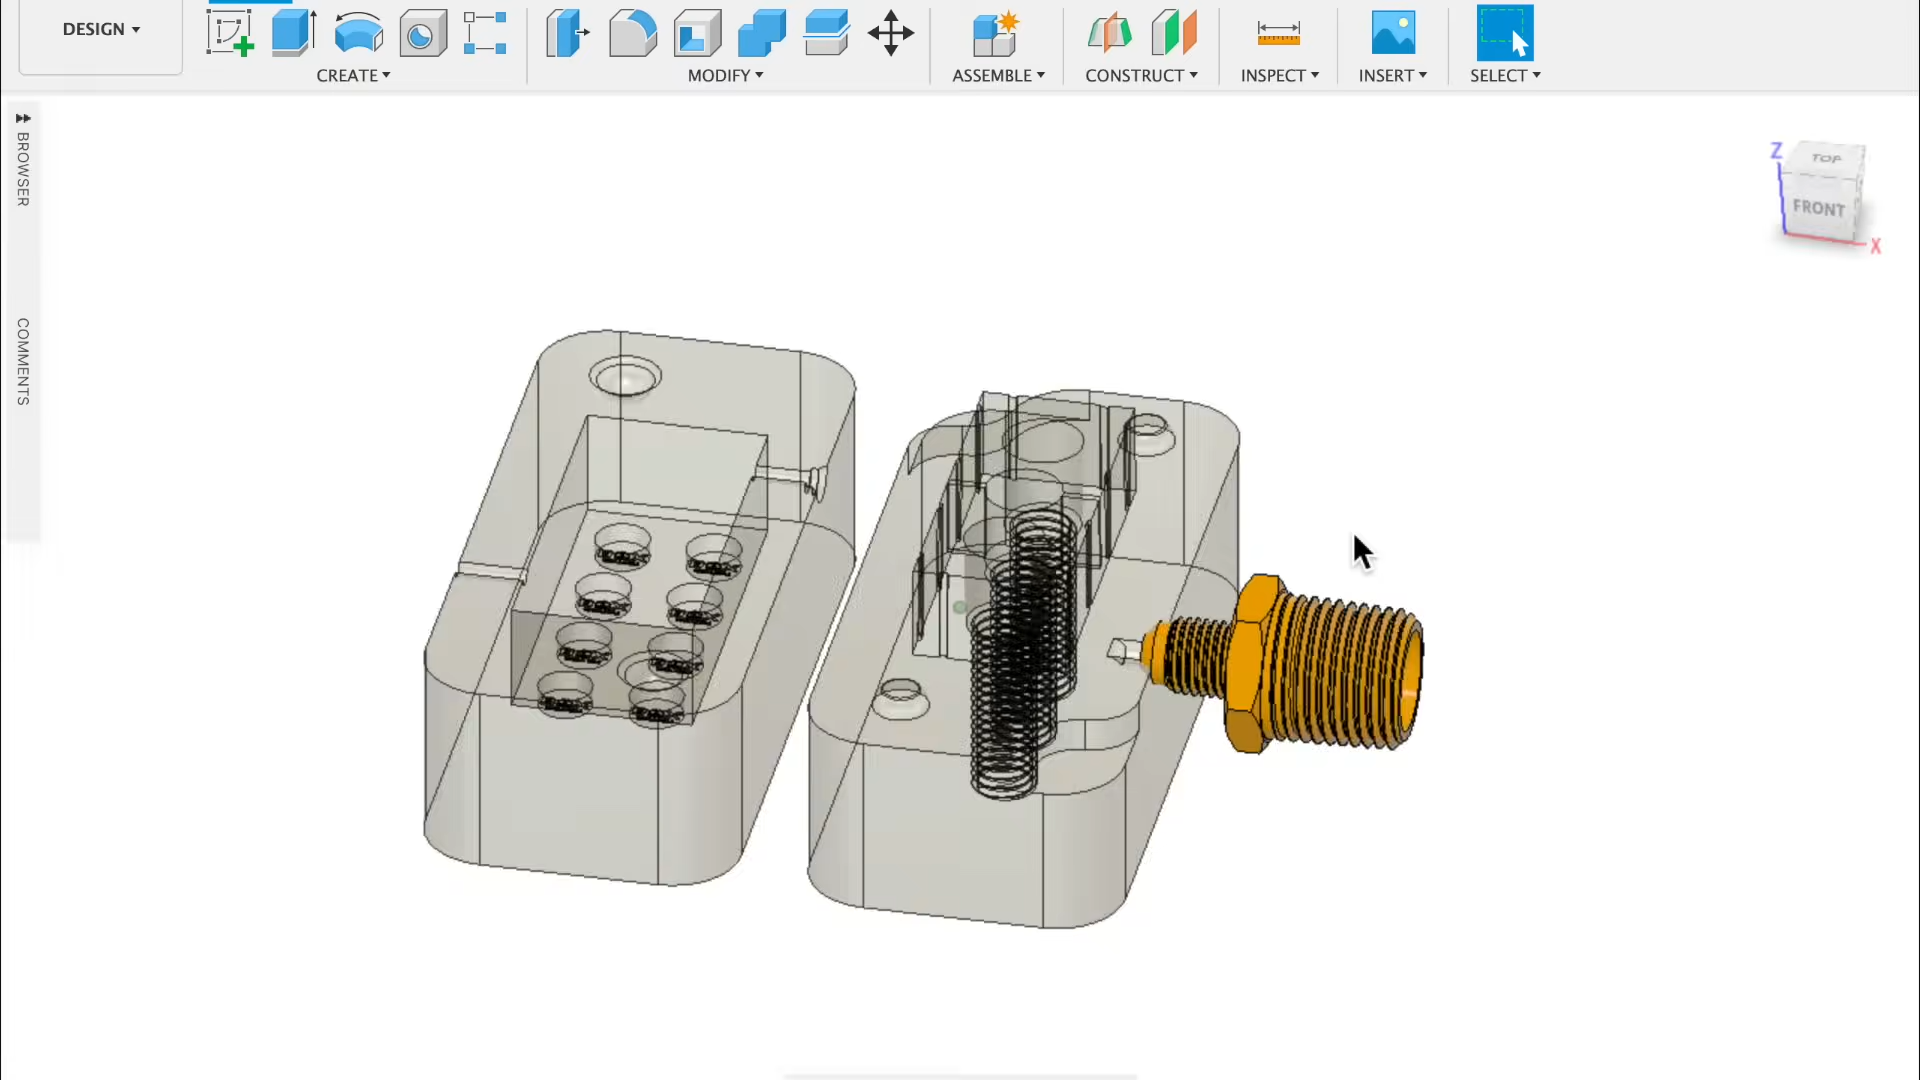 DESIGN
CREATE
MODIFY
ASSEMBLE
CONSTRUCT
INSPECT
INSERT
SELECT
BROWSER
COMMENTS
Z
TOP
FRONT
X